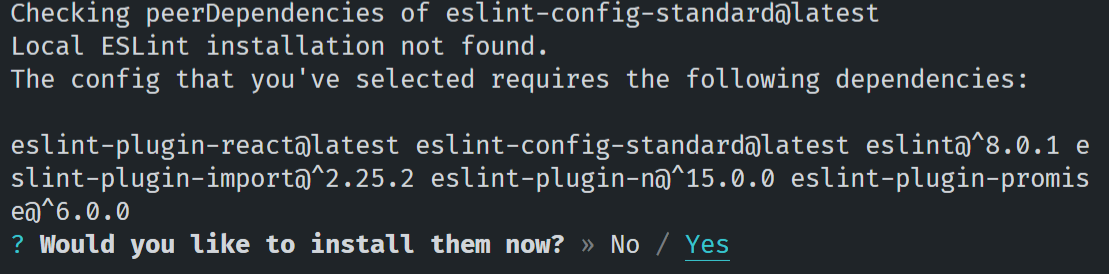 Checking peerDependencies of eslint-config-standard@latest
Local ESLint installation not found.
The config that you've selected requires the following dependencies:

eslint-plugin-react@latest eslint-config-standard@latest eslint@^8.0.1 e
slint-plugin-import@^2.25.2 eslint-plugin-n@^15.0.0 eslint-plugin-promis
e@^6.0.0
? Would you like to install them now? » No / Yes